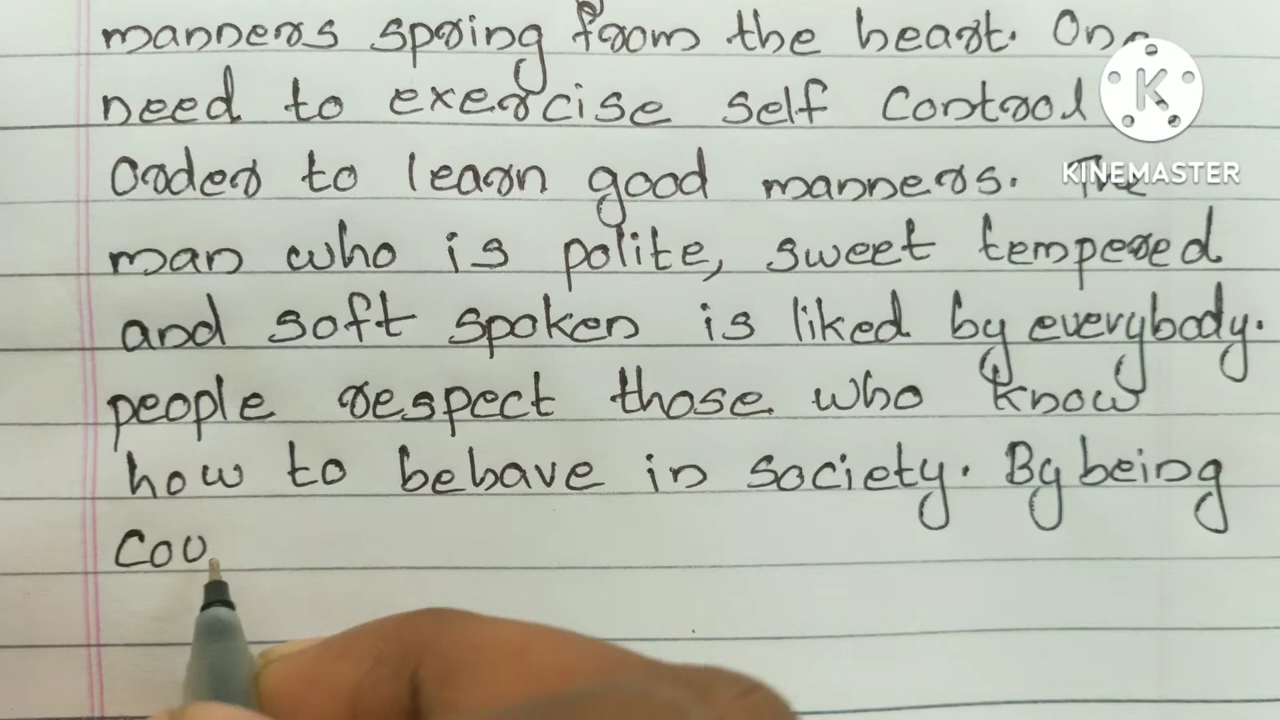 manners spring from the heart. One
need to exercise self control
order to learn good manners. The
man who is polite, sweet tempered
and soft spoken is liked by everybody.
people respect those who know
how to behave in society. By being
cou
K
KINEMASTER